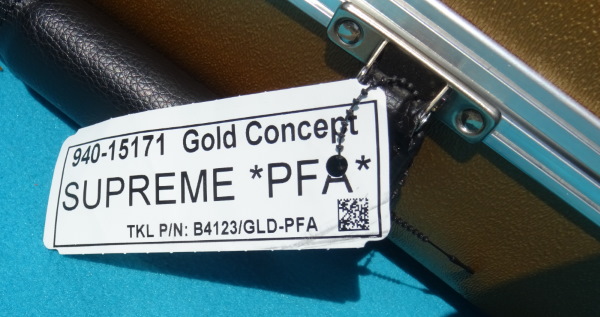 940-15171 Gold Concept
SUPREME *PFA*
TKL P/N: B4123/GLD-PFA